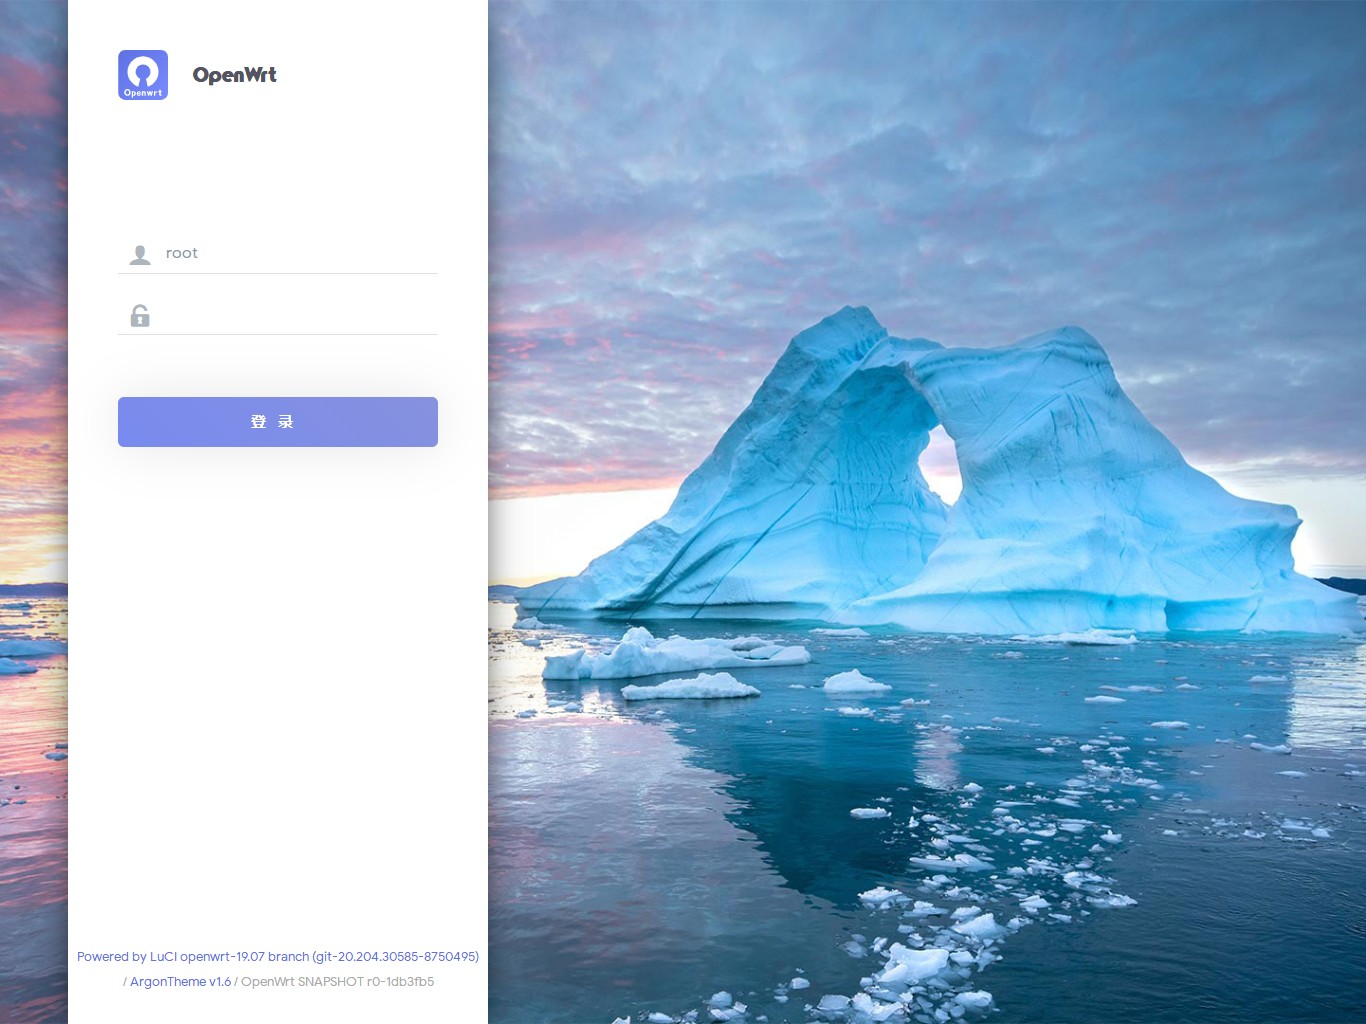 Openwrt
OpenWrt
root
登 录
Powered by LuCI openwrt-19.07 branch (git-20.204.30585-8750495)
/ ArgonTheme v1.6 / OpenWrt SNAPSHOT r0-1db3fb5